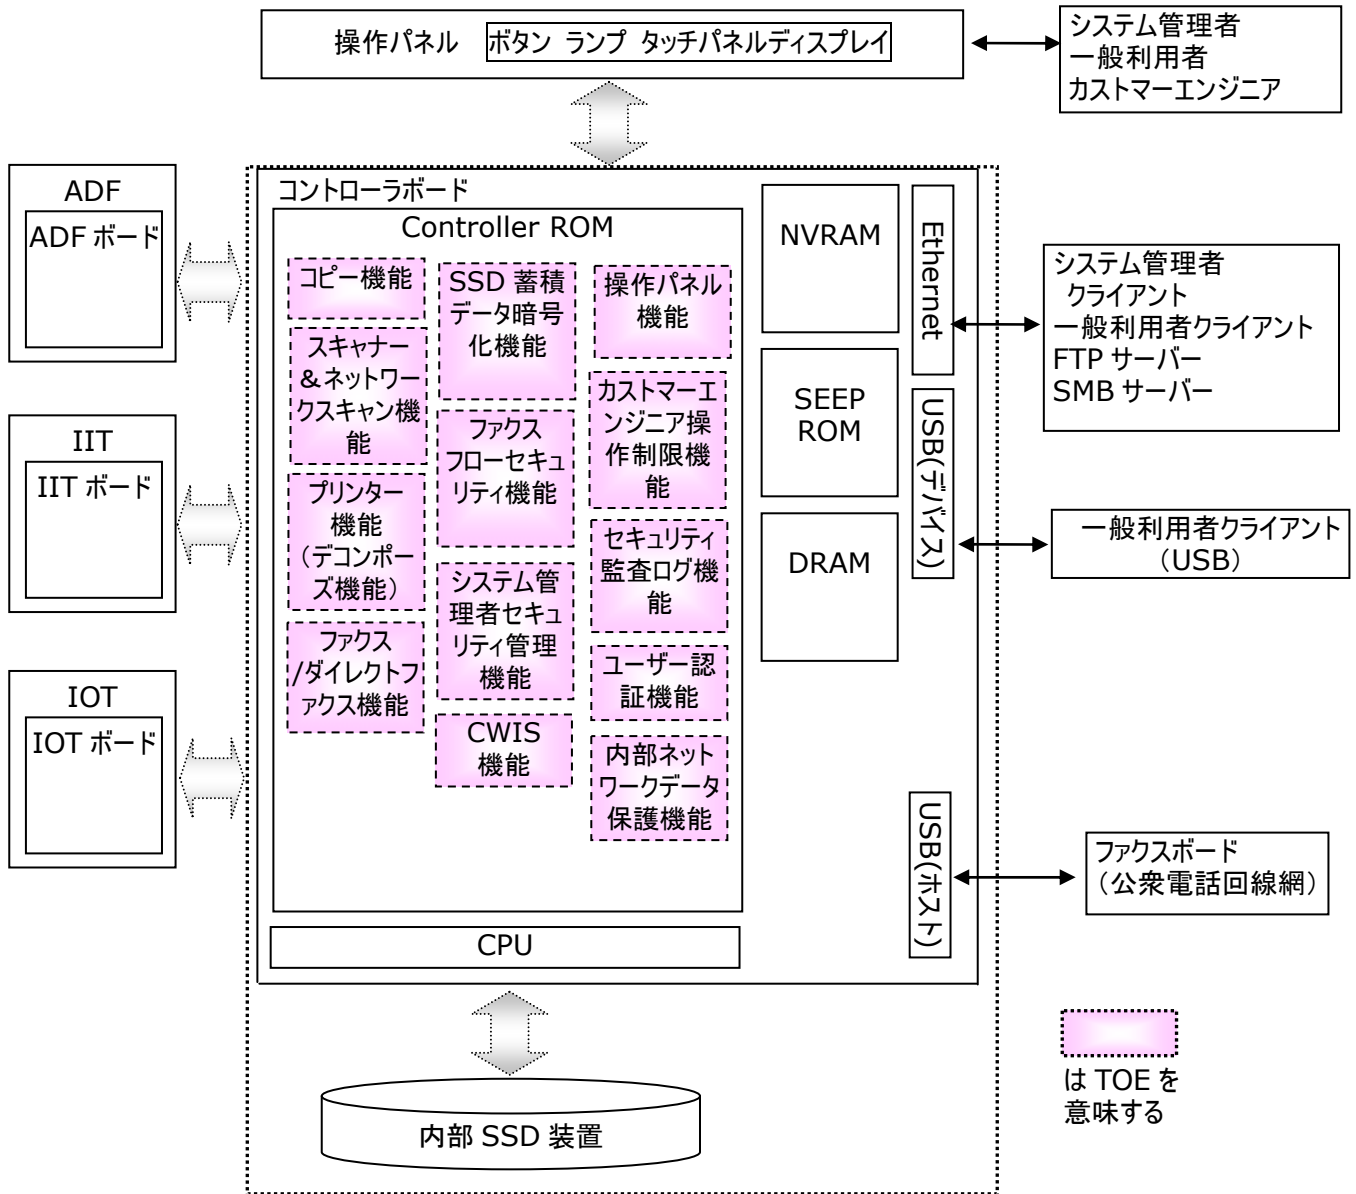 操作パネル ボタン ランプ タッチパネルディスプレイ
システム管理者
一般利用者
カストマーエンジニア
ADF
ADF ボード
IIT
IIT ボード
IOT
IOT ボード
コントローラボード
Controller ROM
コピー機能
スキャナー
&ネットワー
クスキャン機
能
プリンター
機能
(デコンポー
ズ機能)
ファクス
/ダイレクトフ
ァクス機能
SSD 蓄積
データ暗号
化機能
ファクス
フローセキュ
リティ機能
システム管
理者セキュ
リティ管理
機能
CWIS
機能
操作パネル
機能
カストマーエ
ンジニア操
作制限機
能
セキュリティ
監査ログ機
能
ユーザー認
証機能
内部ネット
ワークデータ
保護機能
CPU
NVRAM
SEEP
ROM
DRAM
Ethernet
USB(デバイス)
USB(ホスト)
システム管理者
クライアント
一般利用者クライアント
FTP サーバー
SMB サーバー
一般利用者クライアント
(USB)
ファクスボード
(公衆電話回線網)
内部 SSD 装置
は TOE を
意味する